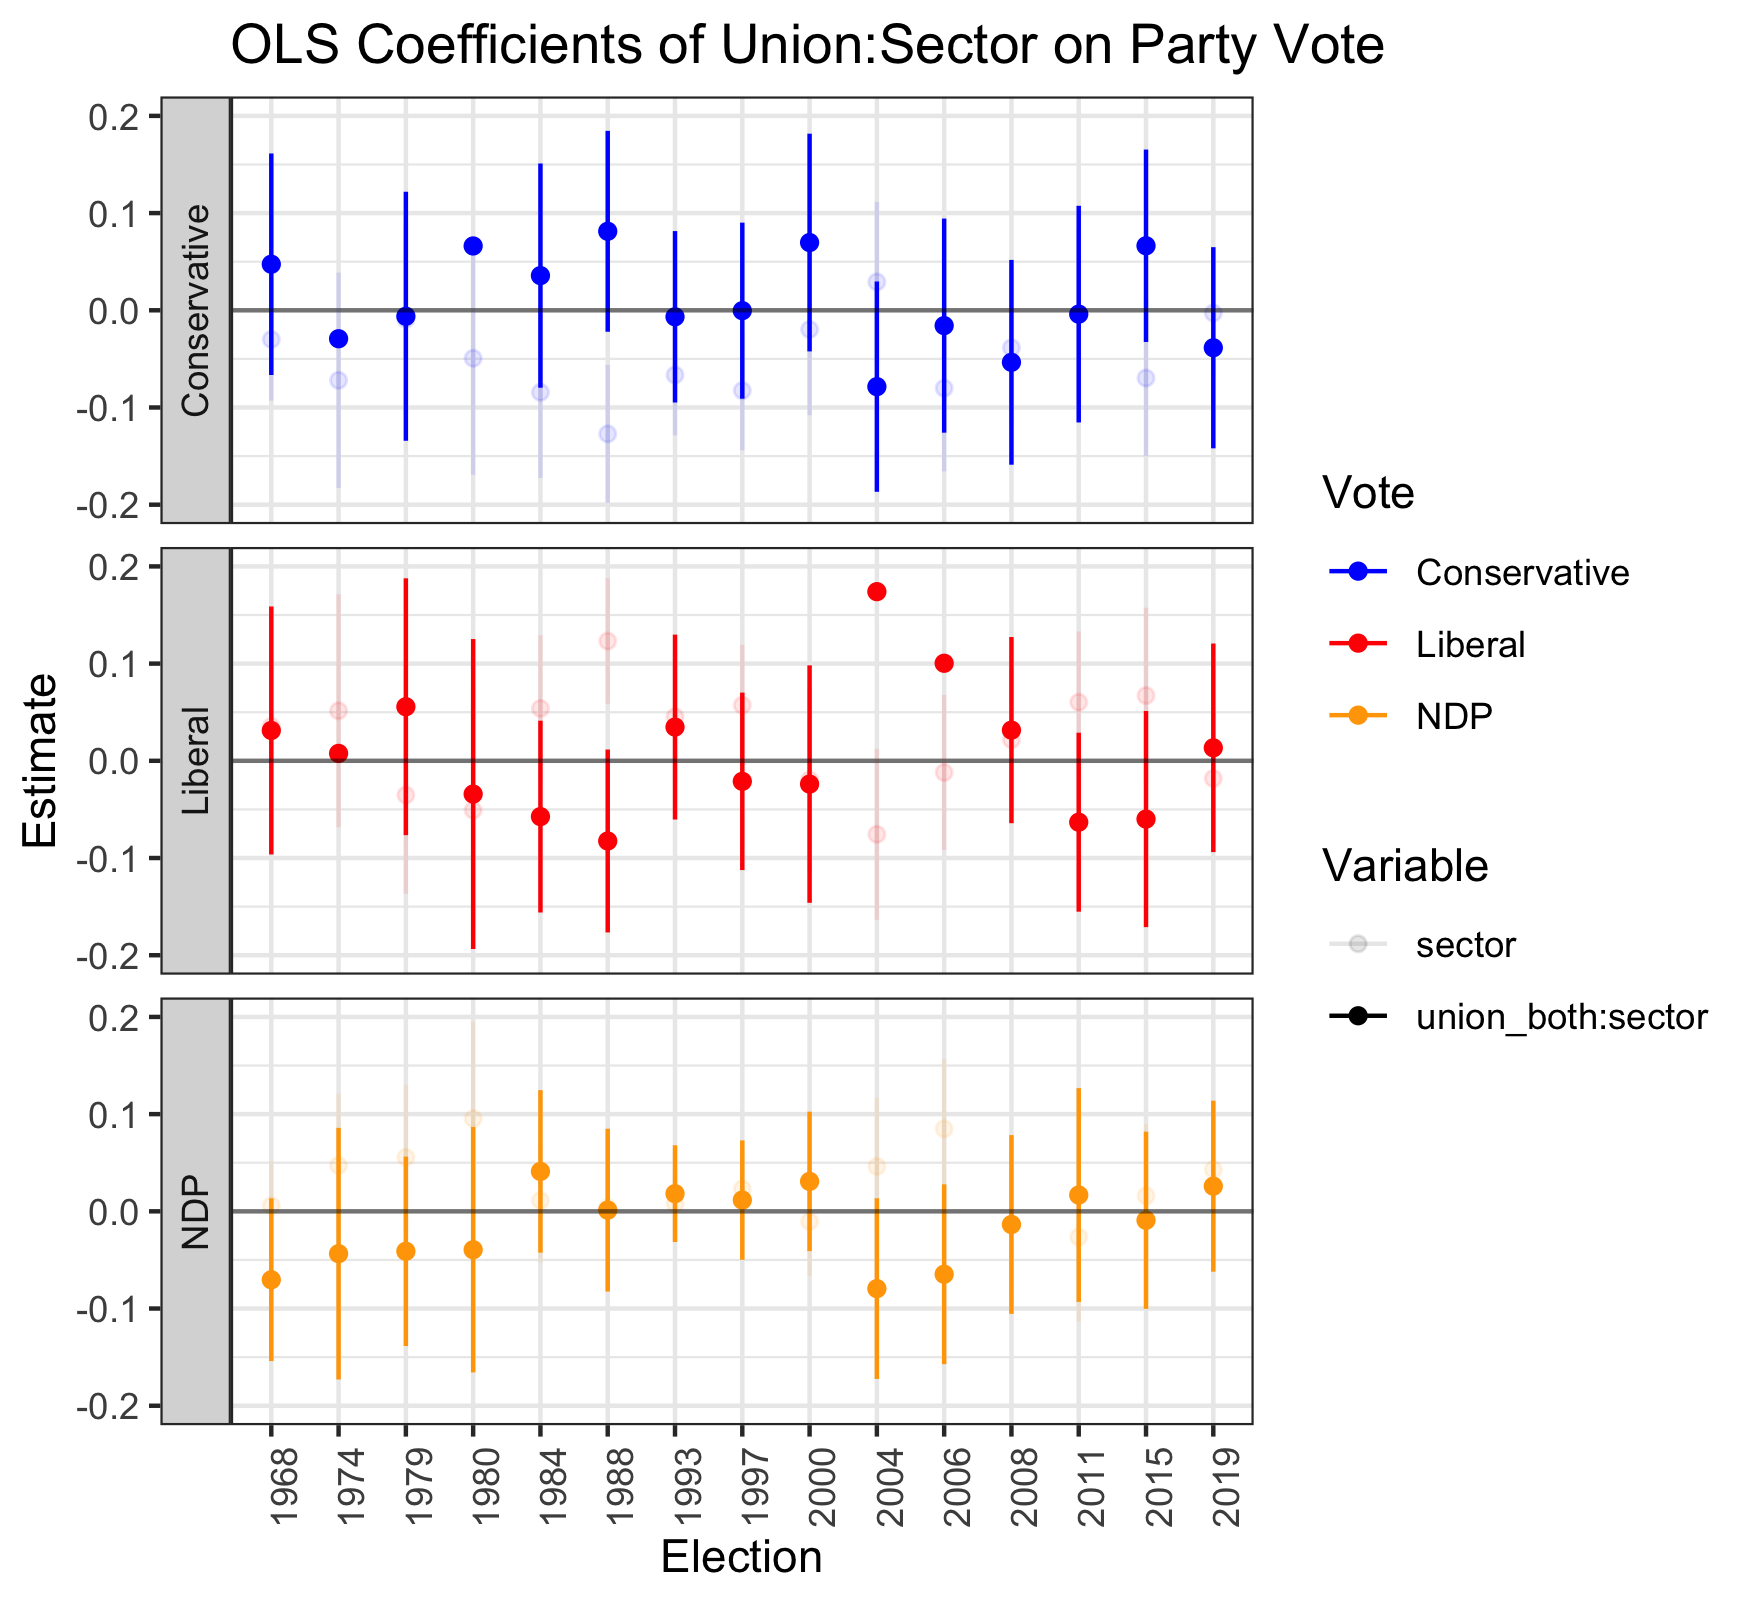 OLS Coefficients of Union:Sector on Party Vote
Estimate
Conservative
0.2
0.1
0.0
-0.1
-0.2
Liberal
0.2
0.1
0.0
-0.1
-0.2
NDP
0.2
0.1
0.0
-0.1
-0.2
1968 1974 1979 1980 1984 1988 1993 1997 2000 2004 2006 2008 2011 2015 2019
Election
Vote
Conservative
Liberal
NDP
Variable
sector
union_both:sector